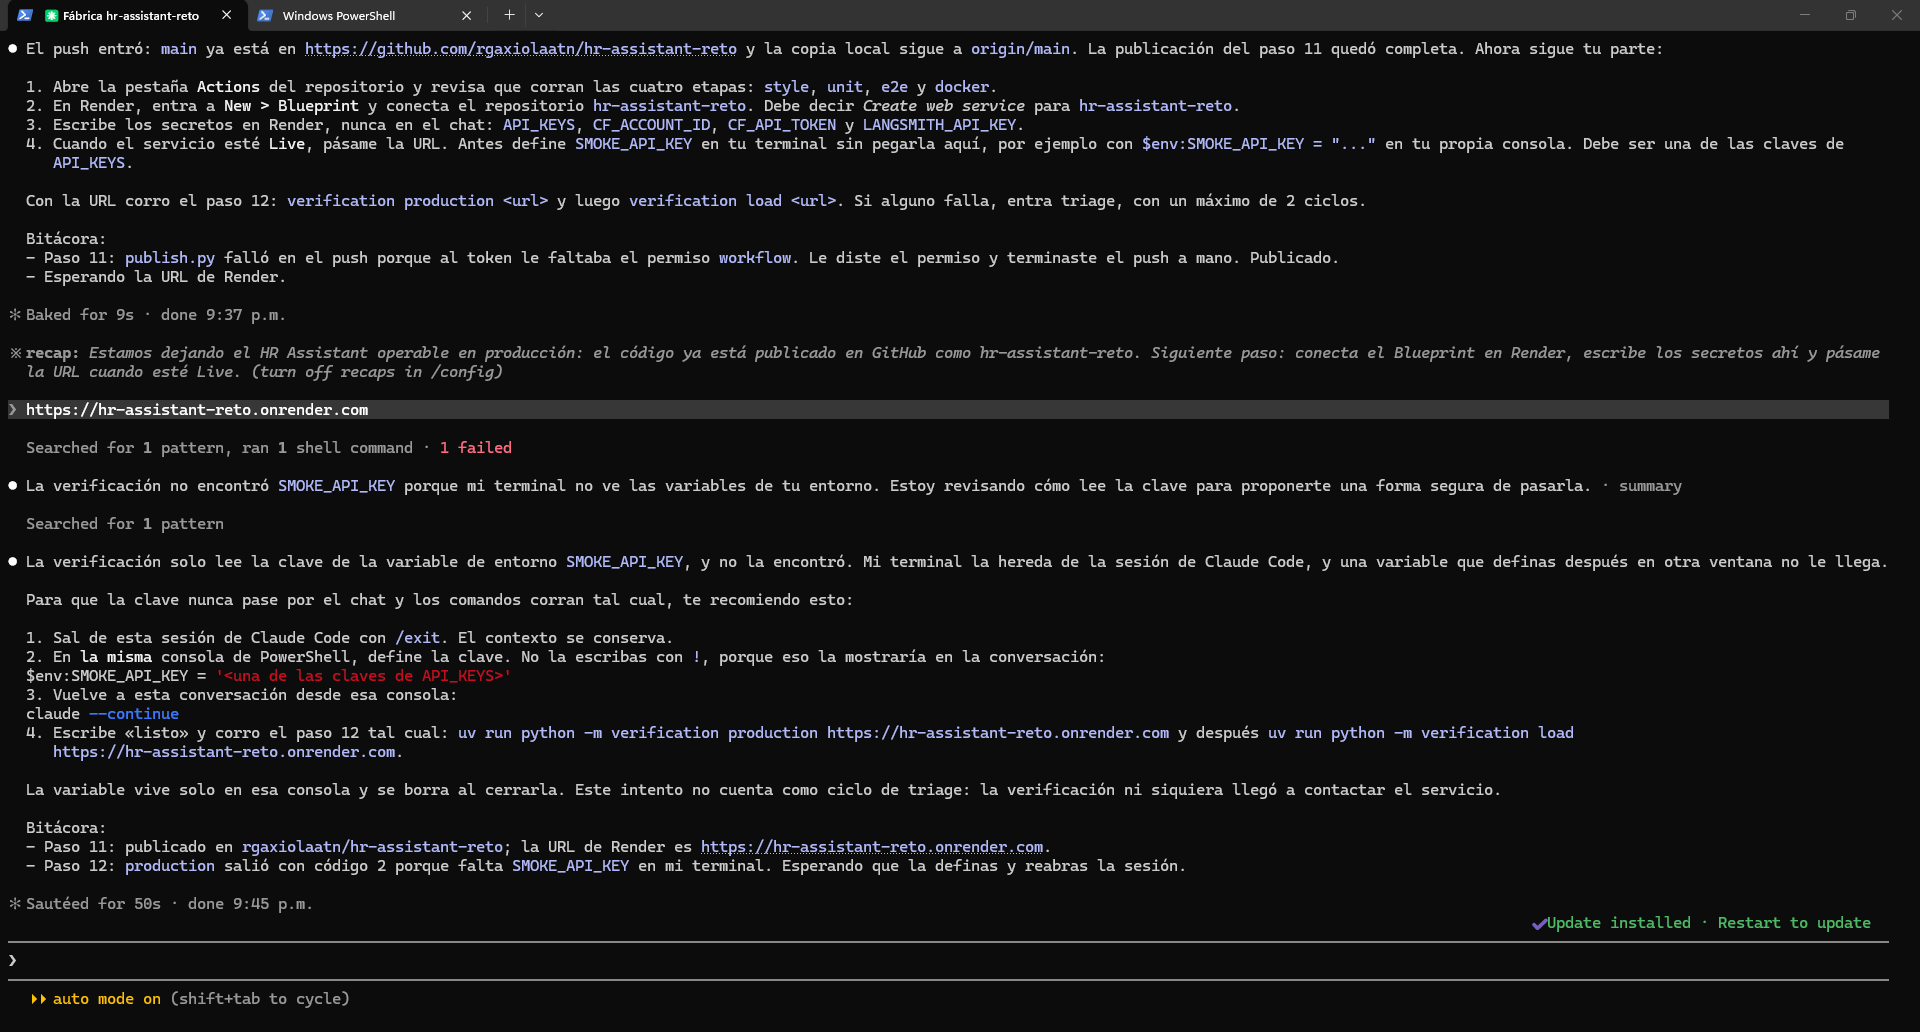 Fábrica hr-assistant-reto
Windows PowerShell
● El push entró: main ya está en https://github.com/rgaxiolaatn/hr-assistant-reto y la copia local sigue a origin/main. La publicación del paso 11 quedó completa. Ahora sigue tu parte:
1. Abre la pestaña Actions del repositorio y revisa que corran las cuatro etapas: style, unit, e2e y docker.
2. En Render, entra a New > Blueprint y conecta el repositorio hr-assistant-reto. Debe decir Create web service para hr-assistant-reto.
3. Escribe los secretos en Render, nunca en el chat: API_KEYS, CF_ACCOUNT_ID, CF_API_TOKEN y LANGSMITH_API_KEY.
4. Cuando el servicio esté Live, pásame la URL. Antes define SMOKE_API_KEY en tu terminal sin pegarla aquí, por ejemplo con $env:SMOKE_API_KEY = "..." en tu propia consola. Debe ser una de las claves de
API_KEYS.
Con la URL corro el paso 12: verification production <url> y luego verification load <url>. Si alguno falla, entra triage, con un máximo de 2 ciclos.
Bitácora:
- Paso 11: publish.py falló en el push porque al token le faltaba el permiso workflow. Le diste el permiso y terminaste el push a mano. Publicado.
- Esperando la URL de Render.
✻ Baked for 9s · done 9:37 p.m.
※ recap: Estamos dejando el HR Assistant operable en producción: el código ya está publicado en GitHub como hr-assistant-reto. Siguiente paso: conecta el Blueprint en Render, escribe los secretos ahí y pásame
la URL cuando esté Live. (turn off recaps in /config)
❯ https://hr-assistant-reto.onrender.com
Searched for 1 pattern, ran 1 shell command · 1 failed
● La verificación no encontró SMOKE_API_KEY porque mi terminal no ve las variables de tu entorno. Estoy revisando cómo lee la clave para proponerte una forma segura de pasarla. · summary
Searched for 1 pattern
● La verificación solo lee la clave de la variable de entorno SMOKE_API_KEY, y no la encontró. Mi terminal la hereda de la sesión de Claude Code, y una variable que definas después en otra ventana no le llega.
Para que la clave nunca pase por el chat y los comandos corran tal cual, te recomiendo esto:
1. Sal de esta sesión de Claude Code con /exit. El contexto se conserva.
2. En la misma consola de PowerShell, define la clave. No la escribas con !, porque eso la mostraría en la conversación:
$env:SMOKE_API_KEY = '<una de las claves de API_KEYS>'
3. Vuelve a esta conversación desde esa consola:
claude --continue
4. Escribe «listo» y corro el paso 12 tal cual: uv run python -m verification production https://hr-assistant-reto.onrender.com y después uv run python -m verification load
https://hr-assistant-reto.onrender.com.
La variable vive solo en esa consola y se borra al cerrarla. Este intento no cuenta como ciclo de triage: la verificación ni siquiera llegó a contactar el servicio.
Bitácora:
- Paso 11: publicado en rgaxiolaatn/hr-assistant-reto; la URL de Render es https://hr-assistant-reto.onrender.com.
- Paso 12: production salió con código 2 porque falta SMOKE_API_KEY en mi terminal. Esperando que la definas y reabras la sesión.
✻ Sautéed for 50s · done 9:45 p.m.
✔Update installed · Restart to update
❯
⏵⏵ auto mode on (shift+tab to cycle)